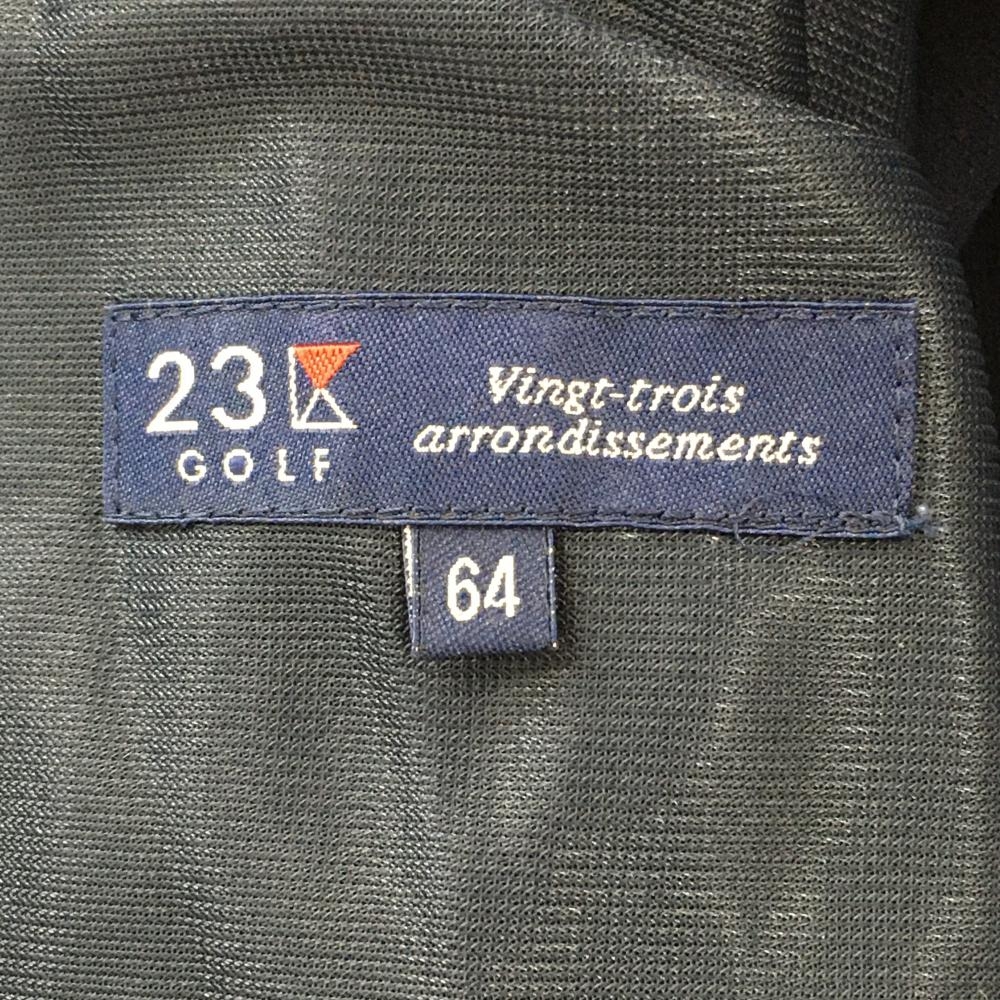 23
GOLF
Vingt-trois
arrondissements
64